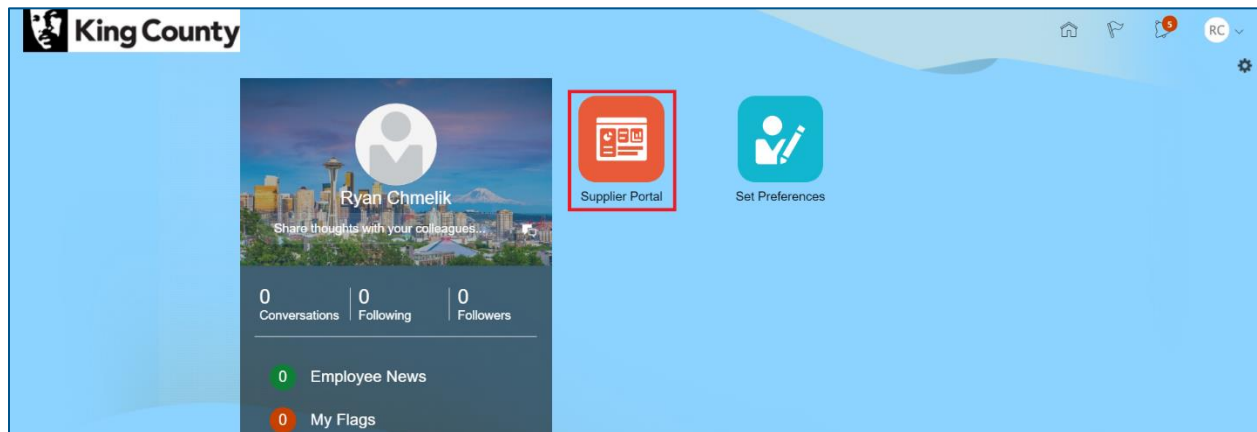 King County
5
RC
Ryan Chmelik
Share thoughts with your colleagues...
0 0 0
Conversations Following Followers
0 Employee News
0 My Flags
Supplier Portal
Set Preferences